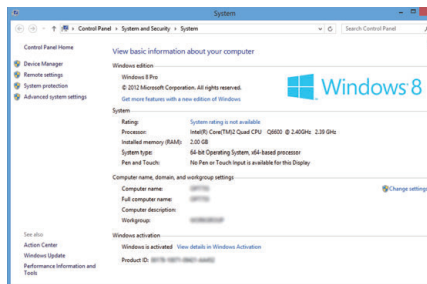 System
Control Panel ▸ System and Security ▸ System
Search Control Panel
Control Panel Home
Device Manager
Remote settings
System protection
Advanced system settings
View basic information about your computer
Windows edition
Windows 8 Pro
© 2012 Microsoft Corporation. All rights reserved.
Get more features with a new edition of Windows
Windows 8
System
Rating: System rating is not available
Processor: Intel(R) Core(TM)2 Quad CPU Q6600 @ 2.40GHz 2.39 GHz
Installed memory (RAM): 2.00 GB
System type: 64-bit Operating System, x64-based processor
Pen and Touch: No Pen or Touch Input is available for this Display
Computer name, domain, and workgroup settings
Computer name:
Change settings
Full computer name:
Computer description:
Workgroup:
Windows activation
Windows is activated View details in Windows Activation
Product ID:
See also
Action Center
Windows Update
Performance Information and
Tools